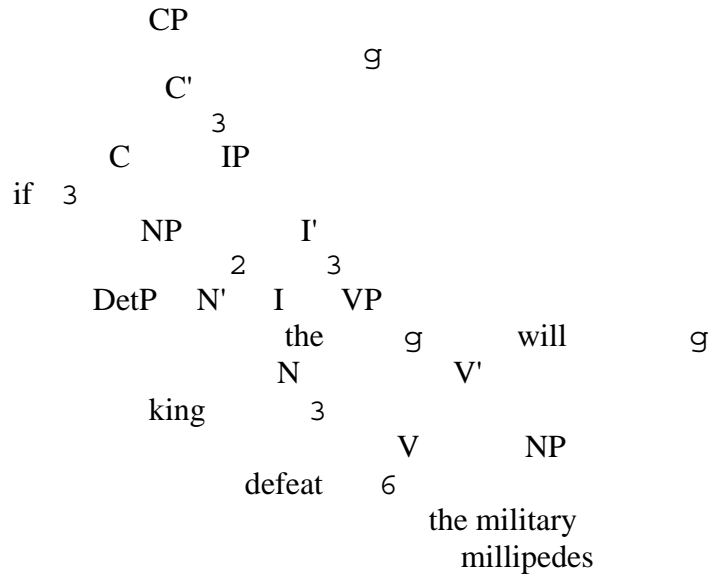 CP
g
C'
3
C IP
if 3
NP I'
2 3
DetP N' I VP
the g will g
N V'
king 3
V NP
defeat 6
the military
millipedes